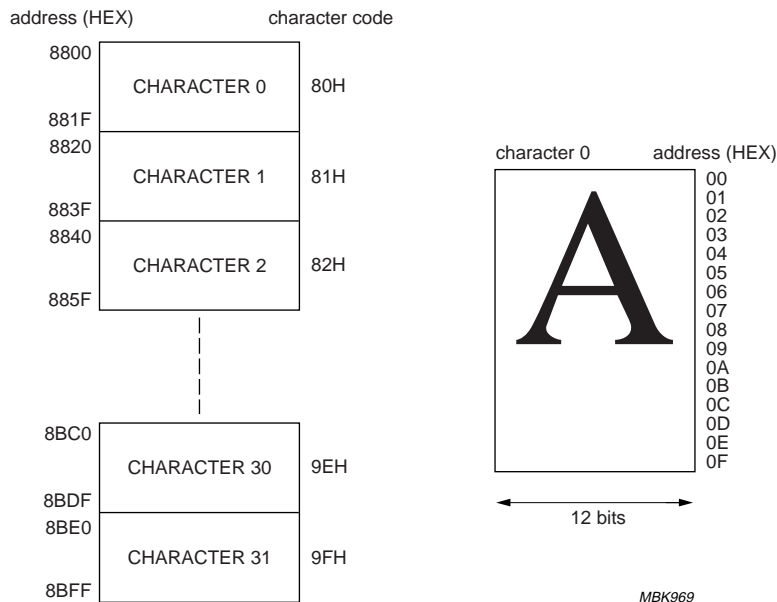 address (HEX)
character code
8800
CHARACTER 0
80H
881F
8820
CHARACTER 1
81H
883F
8840
CHARACTER 2
82H
885F
8BC0
CHARACTER 30
9EH
8BDF
8BE0
CHARACTER 31
9FH
8BFF
character 0
address (HEX)
A
00
01
02
03
04
05
06
07
08
09
0A
0B
0C
0D
0E
0F
12 bits
MBK969